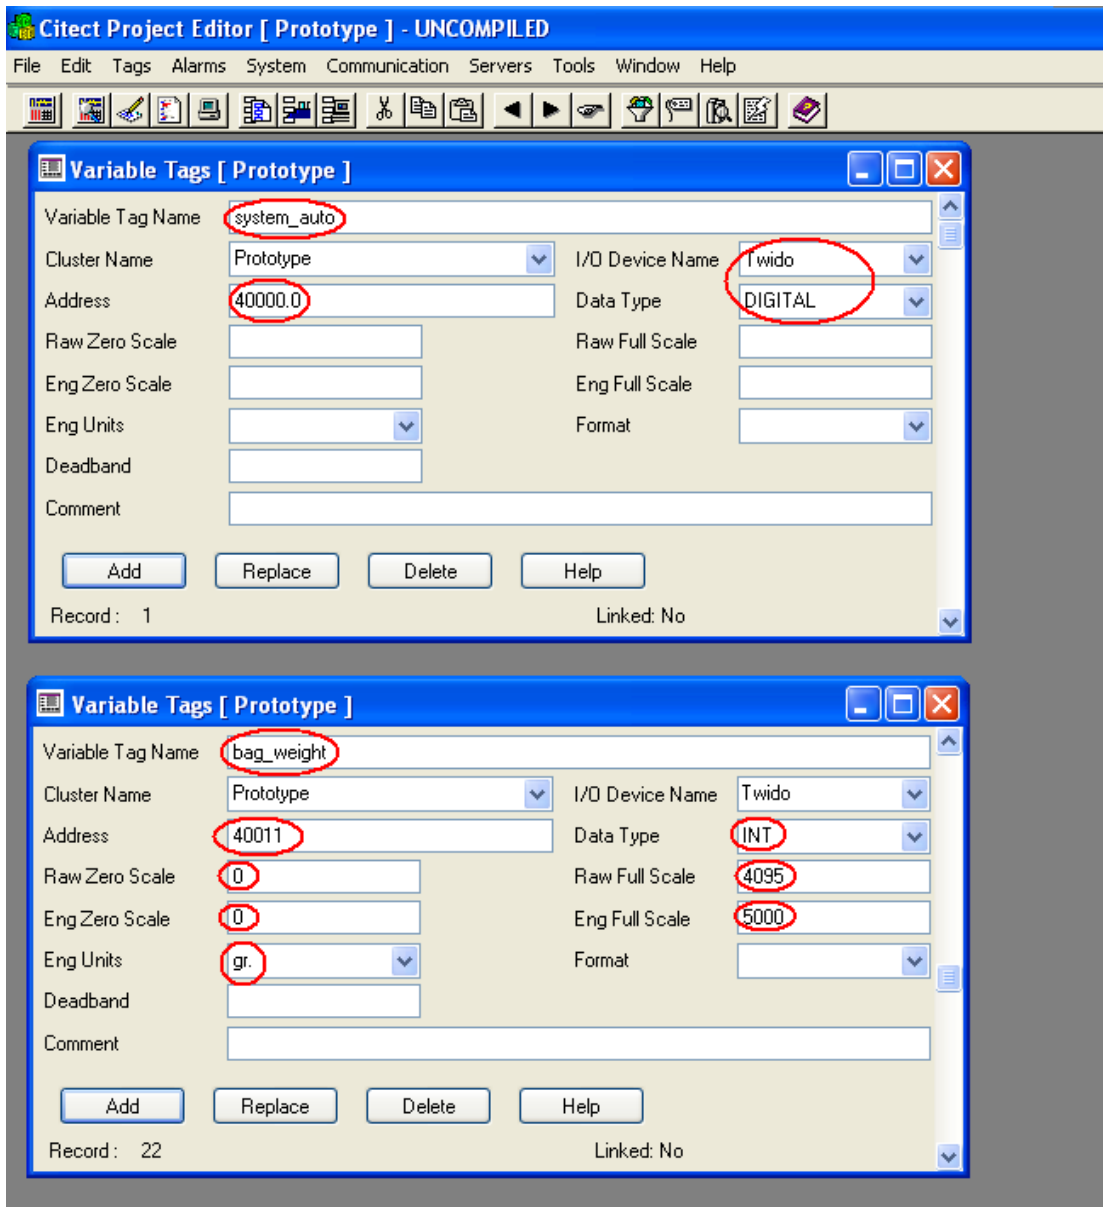 Citect Project Editor [ Prototype ] - UNCOMPILED
File Edit Tags Alarms System Communication Servers Tools Window Help
Variable Tags [ Prototype ]
Variable Tag Name system_auto
Cluster Name Prototype I/O Device Name Twido
Address 40000.0 Data Type DIGITAL
Raw Zero Scale Raw Full Scale
Eng Zero Scale Eng Full Scale
Eng Units Format
Deadband
Comment
Add Replace Delete Help
Record : 1 Linked: No
Variable Tags [ Prototype ]
Variable Tag Name bag_weight
Cluster Name Prototype I/O Device Name Twido
Address 40011 Data Type INT
Raw Zero Scale 0 Raw Full Scale 4095
Eng Zero Scale 0 Eng Full Scale 5000
Eng Units gr. Format
Deadband
Comment
Add Replace Delete Help
Record : 22 Linked: No